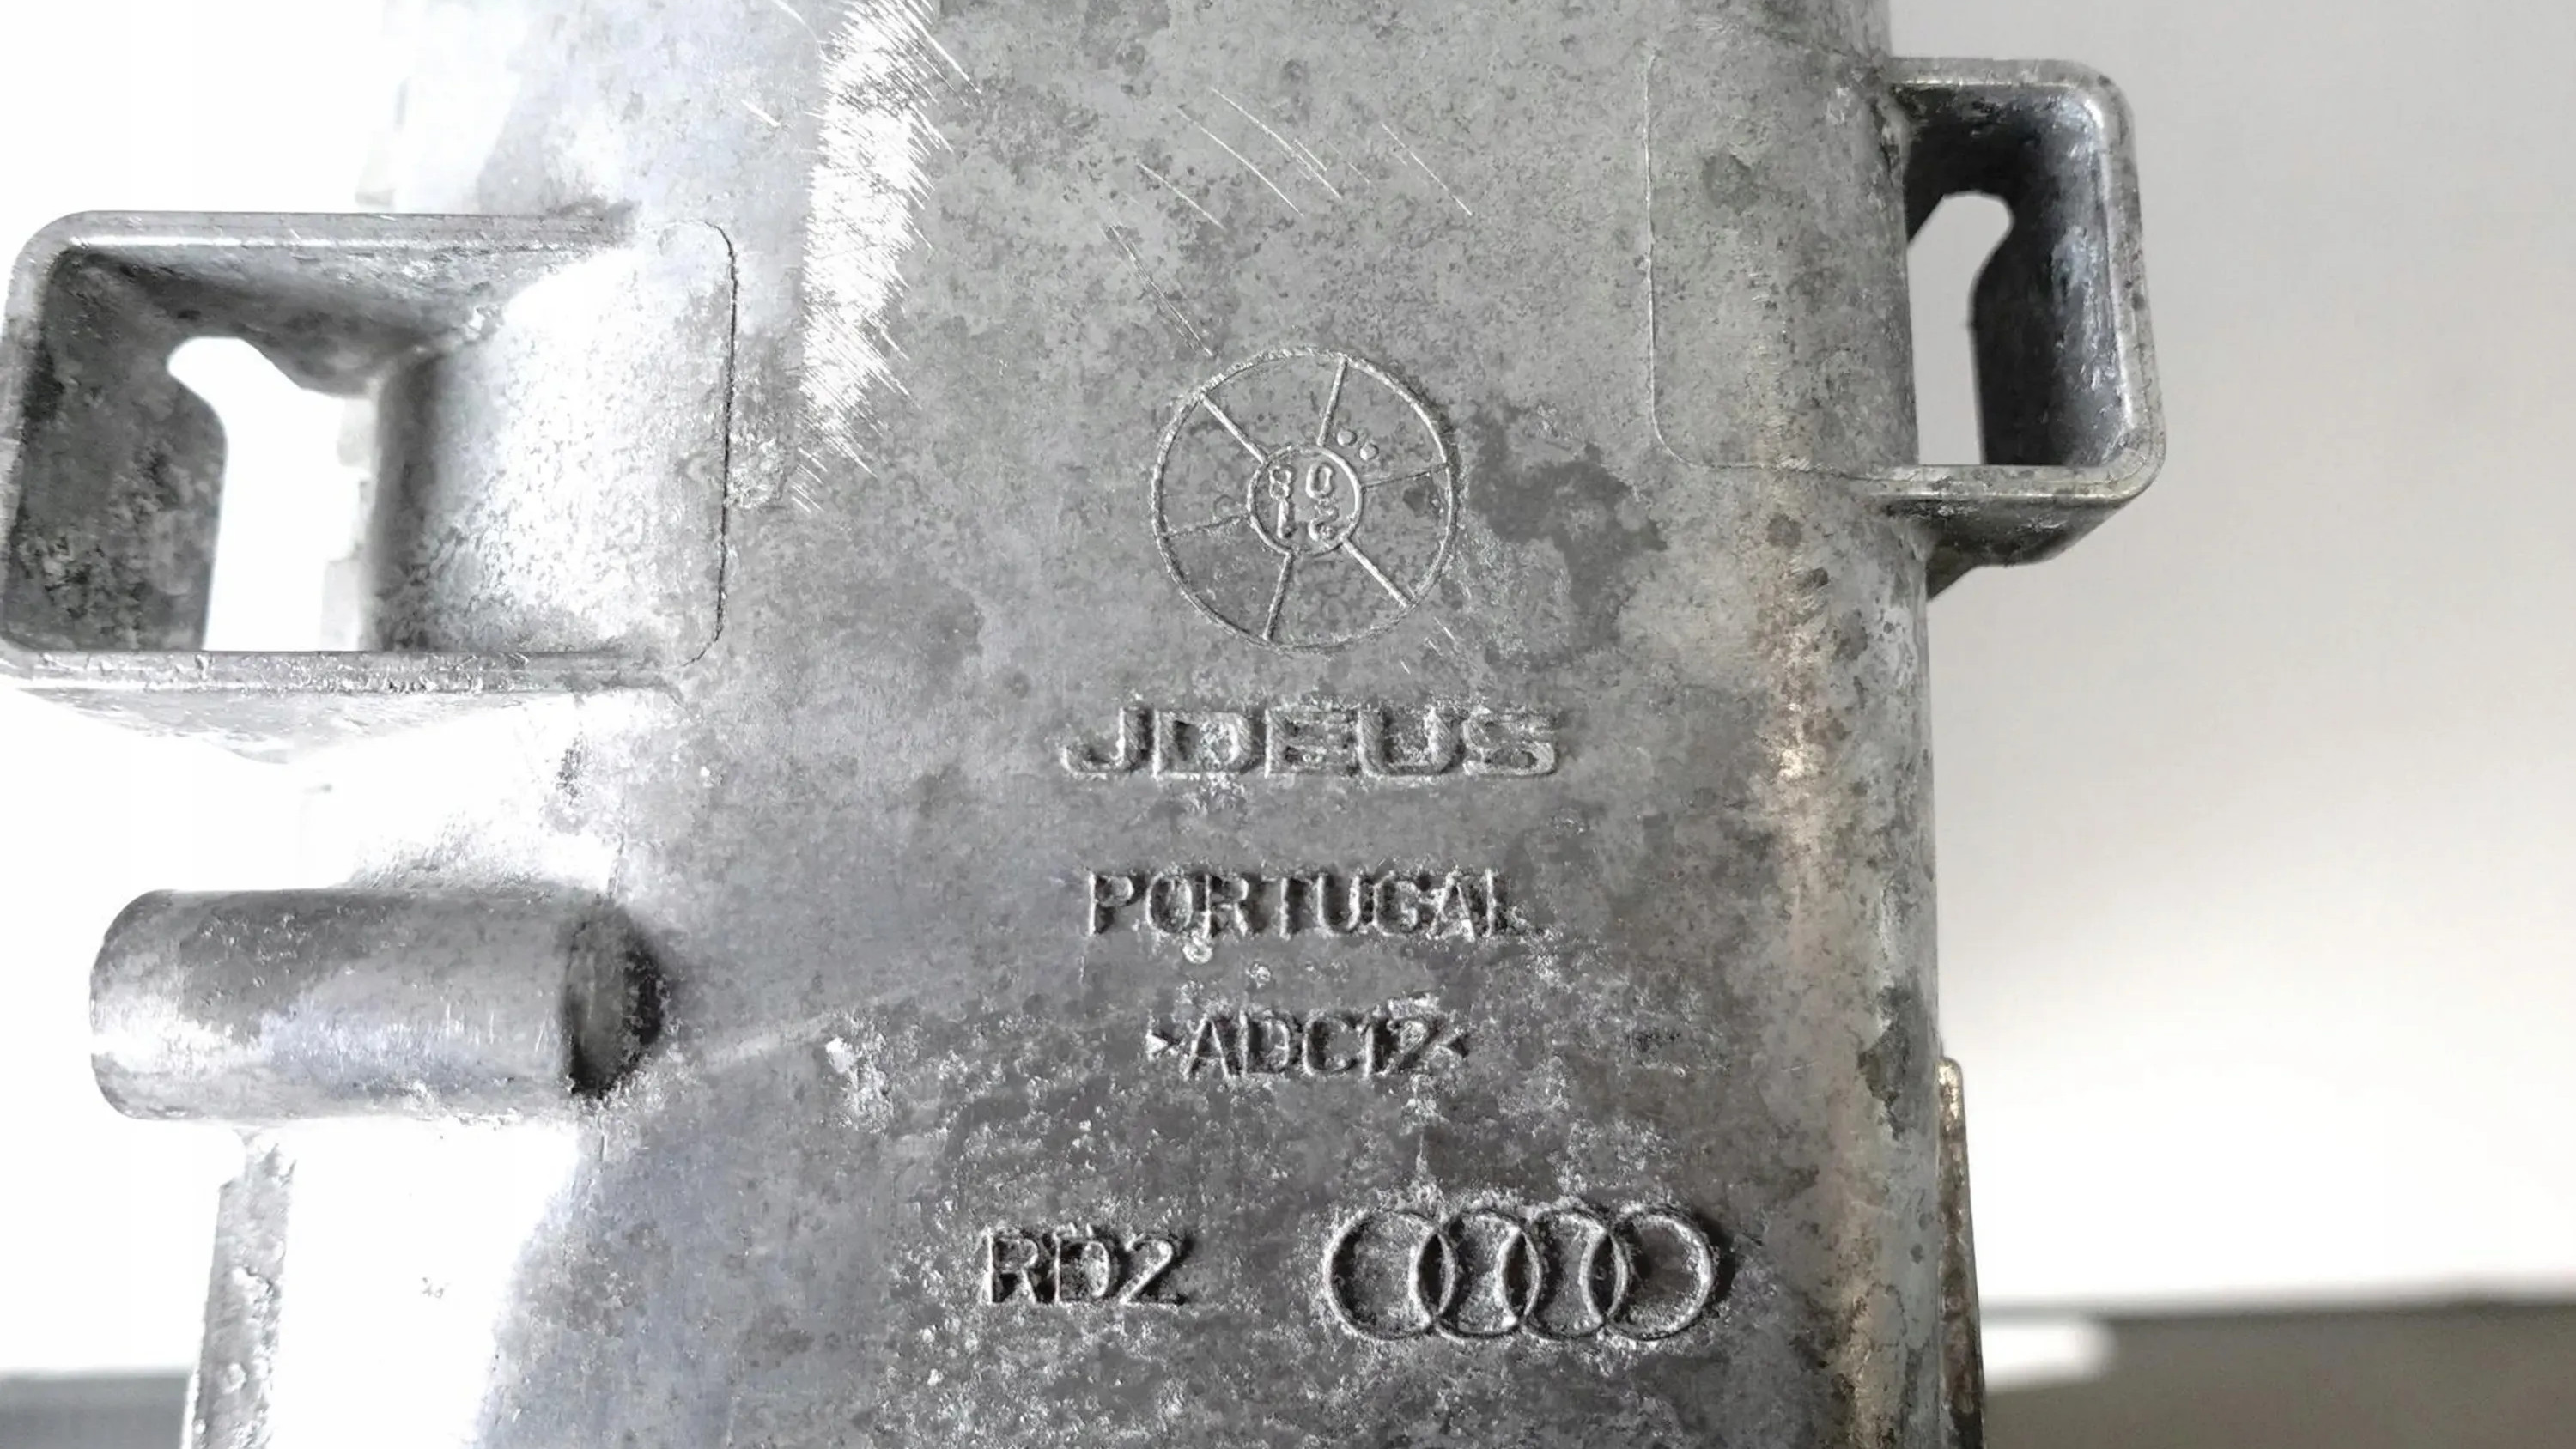 JDEUS
PORTUGAL
>ADC12<
RD2